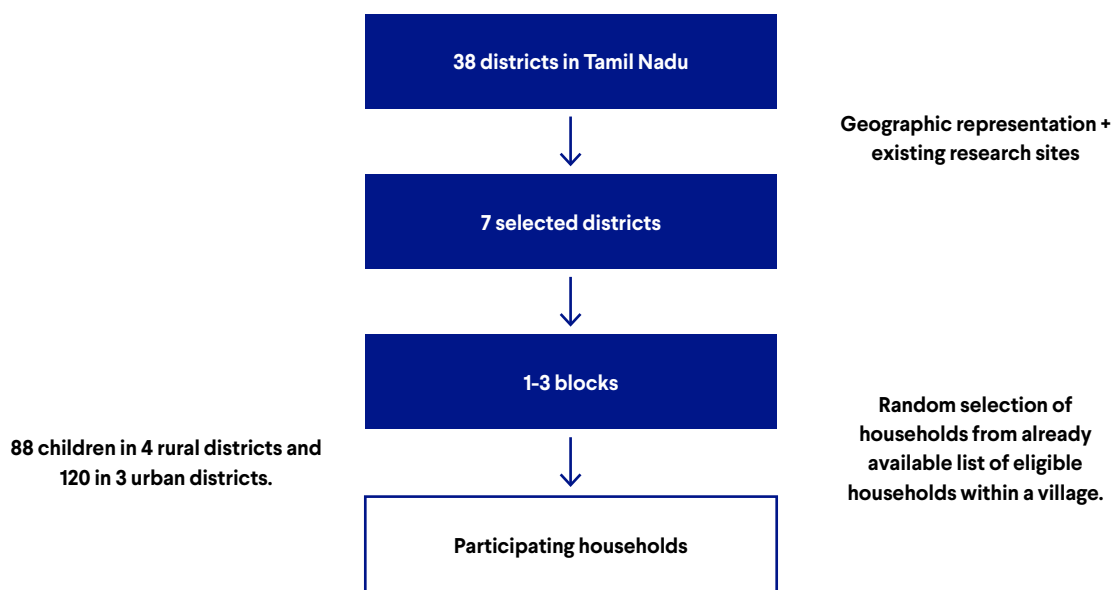 38 districts in Tamil Nadu
Geographic representation +
existing research sites
7 selected districts
1-3 blocks
88 children in 4 rural districts and
120 in 3 urban districts.
Random selection of
households from already
available list of eligible
households within a village.
Participating households